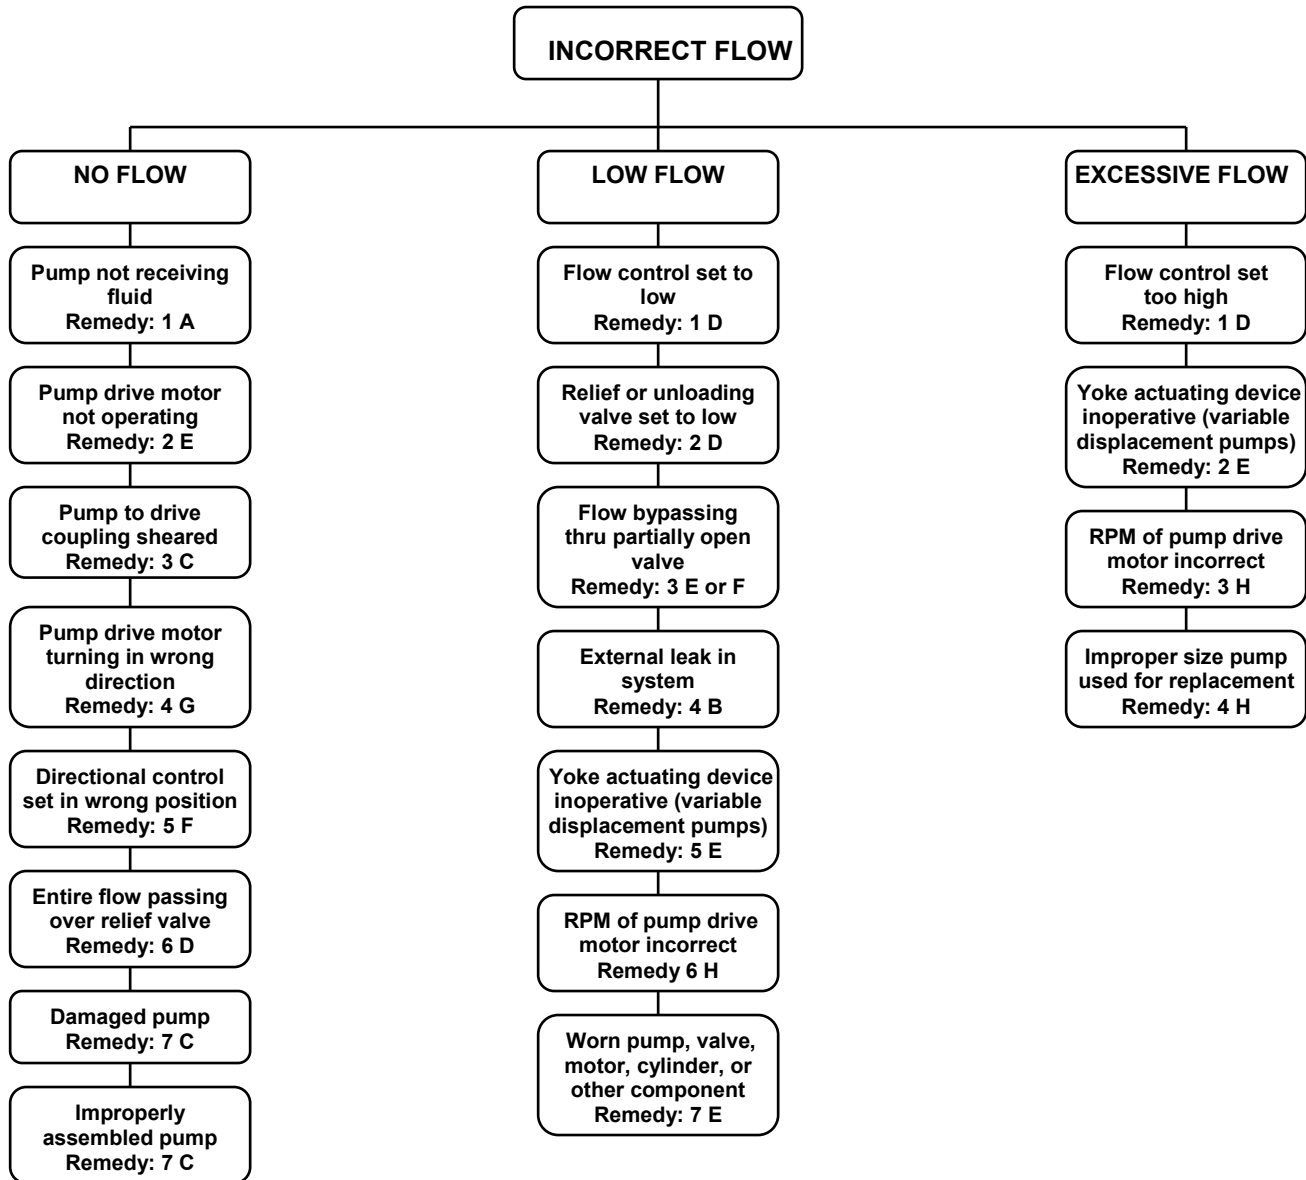 INCORRECT FLOW
NO FLOW
Pump not receiving
fluid
Remedy: 1 A
Pump drive motor
not operating
Remedy: 2 E
Pump to drive
coupling sheared
Remedy: 3 C
Pump drive motor
turning in wrong
direction
Remedy: 4 G
Directional control
set in wrong position
Remedy: 5 F
Entire flow passing
over relief valve
Remedy: 6 D
Damaged pump
Remedy: 7 C
Improperly
assembled pump
Remedy: 7 C
LOW FLOW
Flow control set to
low
Remedy: 1 D
Relief or unloading
valve set to low
Remedy: 2 D
Flow bypassing
thru partially open
valve
Remedy: 3 E or F
External leak in
system
Remedy: 4 B
Yoke actuating device
inoperative (variable
displacement pumps)
Remedy: 5 E
RPM of pump drive
motor incorrect
Remedy 6 H
Worn pump, valve,
motor, cylinder, or
other component
Remedy: 7 E
EXCESSIVE FLOW
Flow control set
too high
Remedy: 1 D
Yoke actuating device
inoperative (variable
displacement pumps)
Remedy: 2 E
RPM of pump drive
motor incorrect
Remedy: 3 H
Improper size pump
used for replacement
Remedy: 4 H